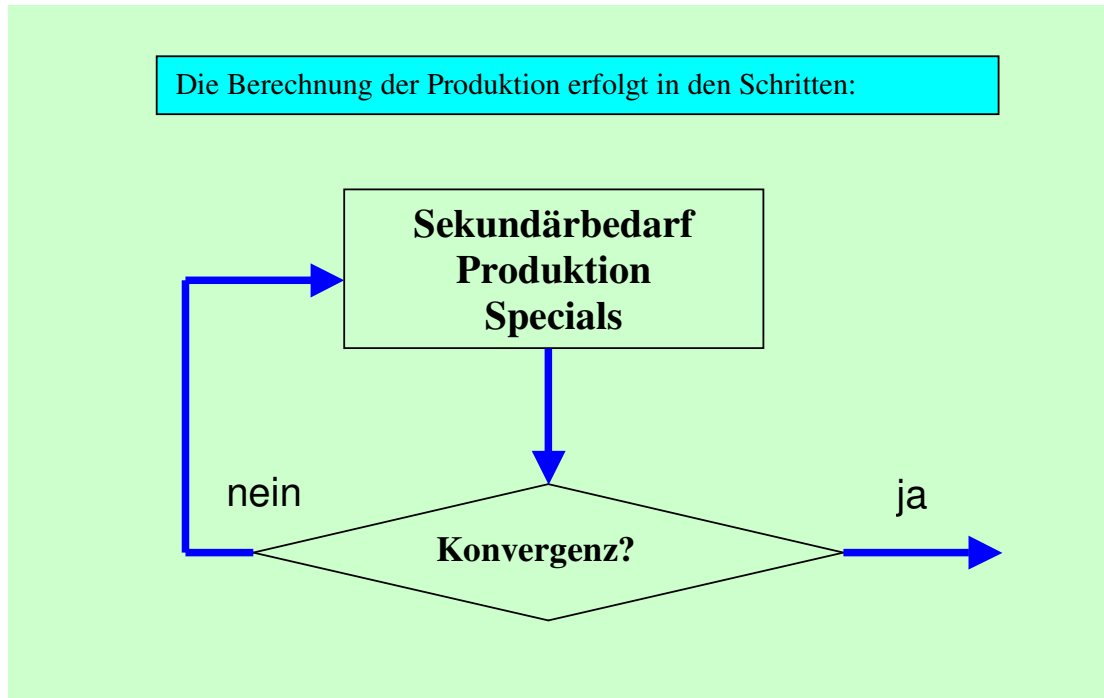 Die Berechnung der Produktion erfolgt in den Schritten:
Sekundärbedarf
Produktion
Specials
nein
ja
Konvergenz?